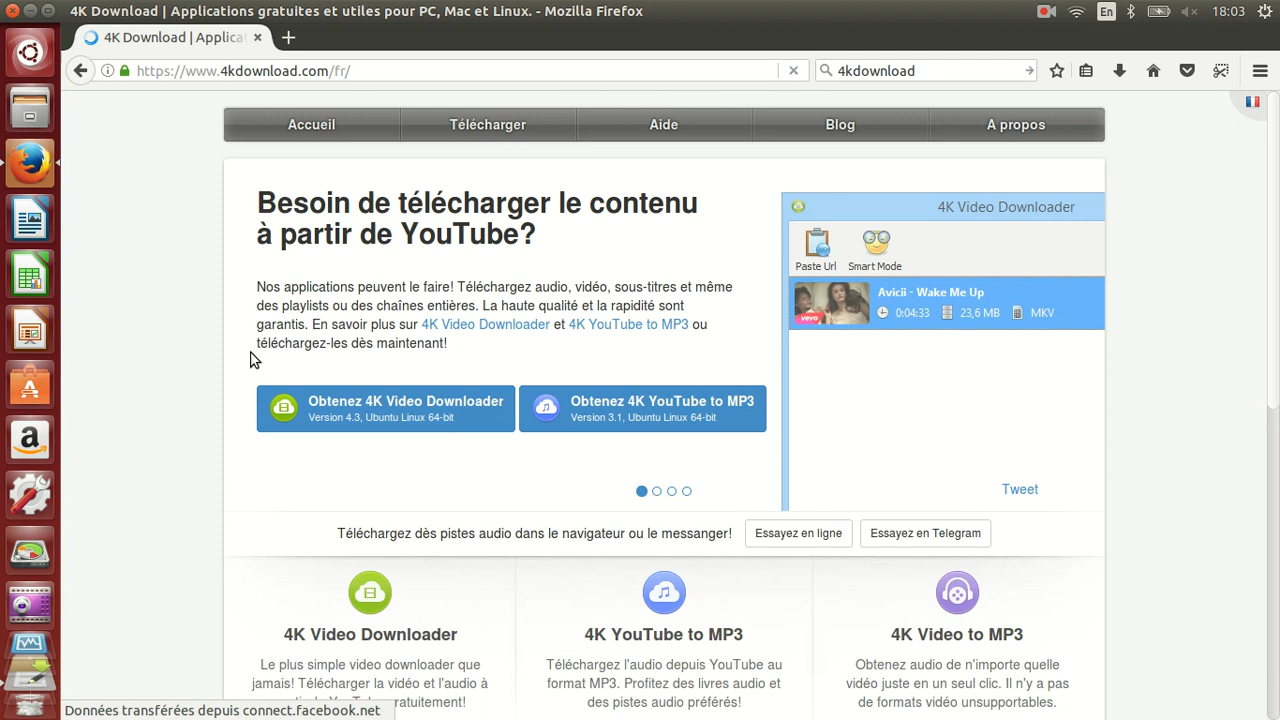 4K Download | Applications gratuites et utiles pour PC, Mac et Linux. - Mozilla Firefox
En
18:03
4K Download | Applicat
https://www.4kdownload.com/fr/
4kdownload
Accueil
Télécharger
Aide
Blog
A propos
Besoin de télécharger le contenu
à partir de YouTube?
Nos applications peuvent le faire! Téléchargez audio, vidéo, sous-titres et même
des playlists ou des chaînes entières. La haute qualité et la rapidité sont
garantis. En savoir plus sur 4K Video Downloader et 4K YouTube to MP3 ou
téléchargez-les dès maintenant!
Obtenez 4K Video Downloader
Version 4.3, Ubuntu Linux 64-bit
Obtenez 4K YouTube to MP3
Version 3.1, Ubuntu Linux 64-bit
4K Video Downloader
Paste Url
Smart Mode
Avicii - Wake Me Up
0:04:33
23,6 MB
MKV
vevo
Tweet
Téléchargez dès pistes audio dans le navigateur ou le messanger!
Essayez en ligne
Essayez en Telegram
4K Video Downloader
Le plus simple video downloader que
jamais! Télécharger la vidéo et l'audio à
gratuitement!
4K YouTube to MP3
Téléchargez l'audio depuis YouTube au
format MP3. Profitez des livres audio et
des pistes audio préférés!
4K Video to MP3
Obtenez audio de n'importe quelle
vidéo juste en un seul clic. Il n'y a pas
de formats vidéo unsupportables.
Données transférées depuis connect.facebook.net